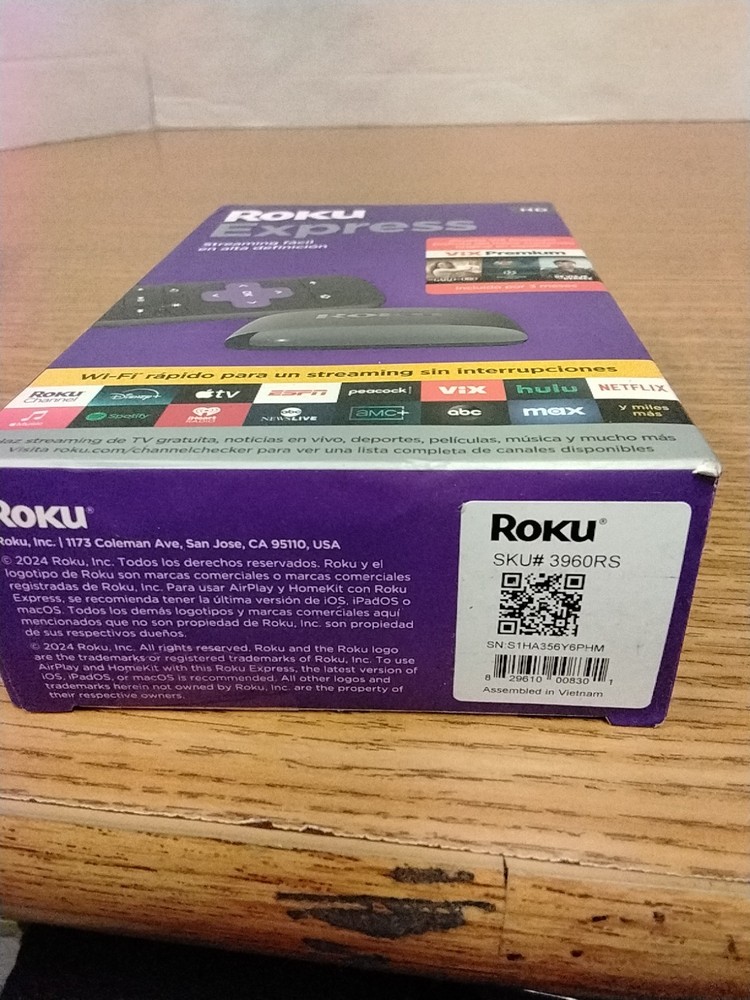 Roku
Express
HD
Streaming fácil
en alta definición
ViX Premium
incluido por 3 meses
OK
Roku
Wi-Fi® rápido para un streaming sin interrupciones
Roku Channel Disney+ tv ESPN peacock ViX hulu NETFLIX
Music Spotify iHeart RADIO abc NEWS LIVE AMC+ abc max y miles más
az streaming de TV gratuita, noticias en vivo, deportes, películas, música y mucho más
Visita roku.com/channelchecker para ver una lista completa de canales disponibles
Roku®
Roku, Inc. | 1173 Coleman Ave, San Jose, CA 95110, USA
© 2024 Roku, Inc. Todos los derechos reservados. Roku y el
logotipo de Roku son marcas comerciales o marcas comerciales
registradas de Roku, Inc. Para usar AirPlay y HomeKit con Roku
Express, se recomienda tener la última versión de iOS, iPadOS o
macOS. Todos los demás logotipos y marcas comerciales aquí
mencionados que no son propiedad de Roku, Inc. son propiedad
de sus respectivos dueños.
© 2024 Roku, Inc. All rights reserved. Roku and the Roku logo
are the trademarks or registered trademarks of Roku, Inc. To use
AirPlay and HomeKit with this Roku Express, the latest version of
iOS, iPadOS, or macOS is recommended. All other logos and
trademarks herein not owned by Roku, Inc. are the property of
their respective owners.
Roku®
SKU# 3960RS
SN:S1HA356Y6PHM
8 29610 00830 1
Assembled in Vietnam